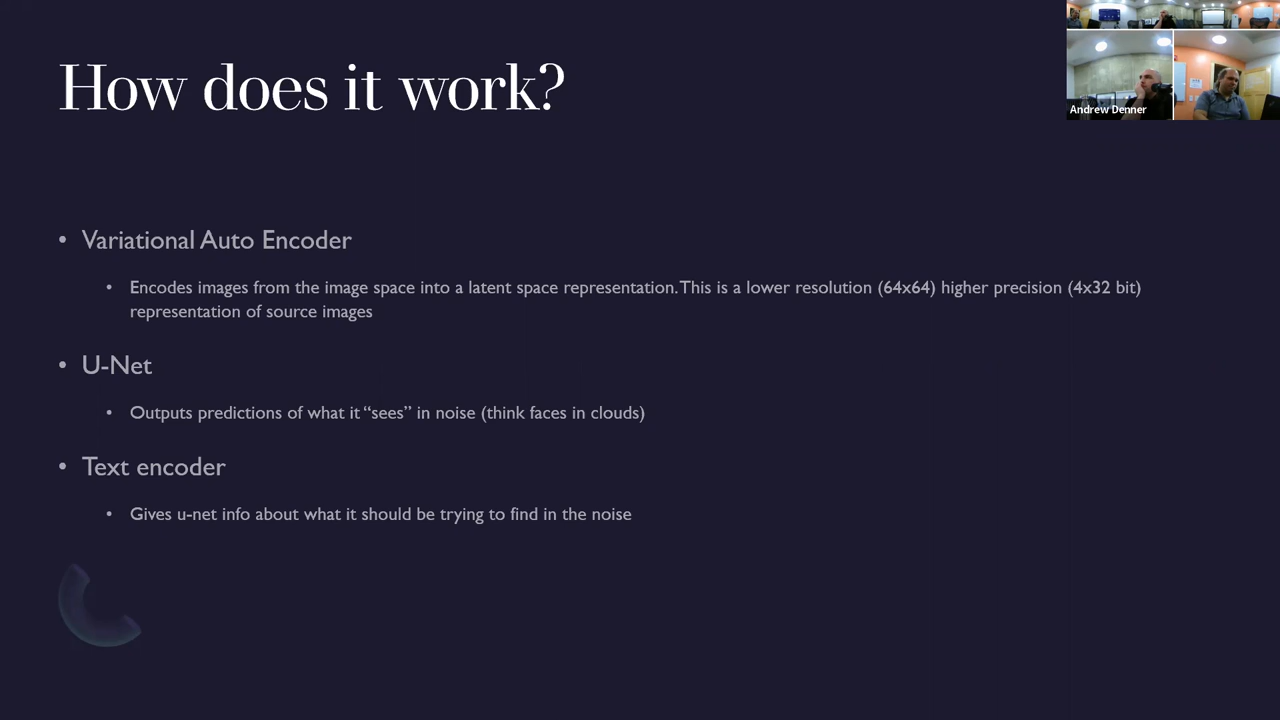 How does it work?
Andrew Denner
• Variational Auto Encoder
• Encodes images from the image space into a latent space representation. This is a lower resolution (64x64) higher precision (4x32 bit)
representation of source images
• U-Net
• Outputs predictions of what it “sees” in noise (think faces in clouds)
• Text encoder
• Gives u-net info about what it should be trying to find in the noise